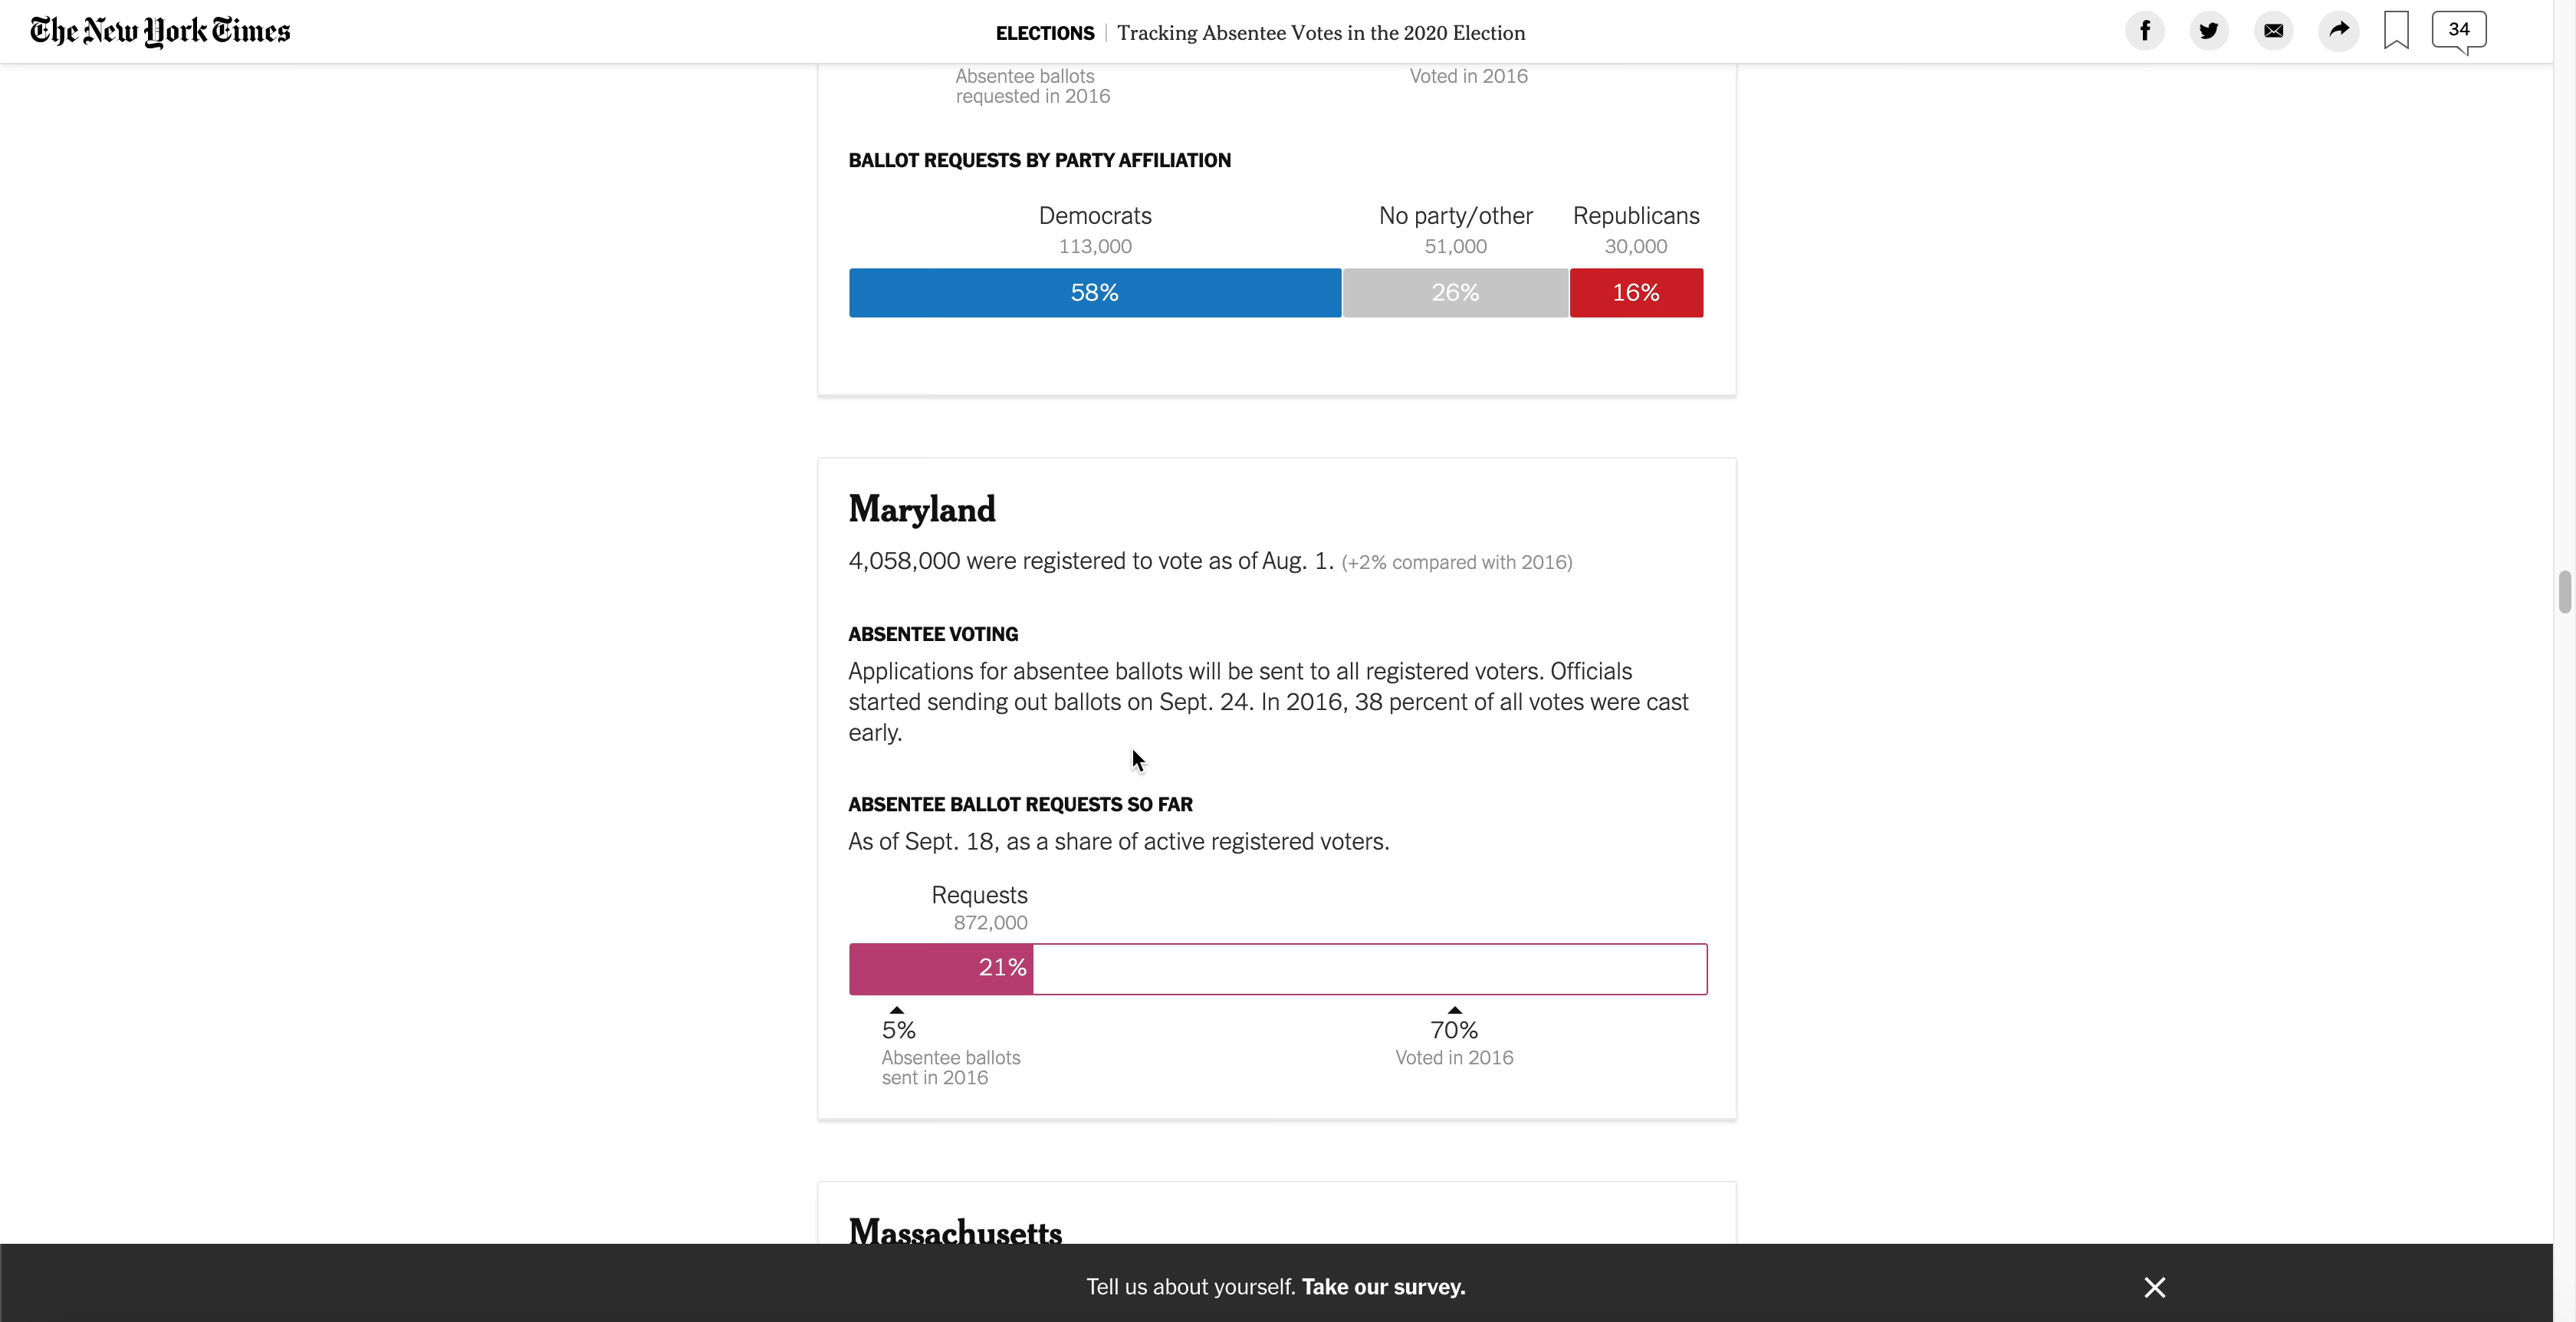 The New York Times
ELECTIONS | Tracking Absentee Votes in the 2020 Election
34
Absentee ballots
requested in 2016
Voted in 2016
BALLOT REQUESTS BY PARTY AFFILIATION
Democrats No party/other Republicans
113,000 51,000 30,000
58% 26% 16%
Maryland
4,058,000 were registered to vote as of Aug. 1. (+2% compared with 2016)
ABSENTEE VOTING
Applications for absentee ballots will be sent to all registered voters. Officials
started sending out ballots on Sept. 24. In 2016, 38 percent of all votes were cast
early.
ABSENTEE BALLOT REQUESTS SO FAR
As of Sept. 18, as a share of active registered voters.
Requests
872,000
21%
5% 70%
Absentee ballots
sent in 2016
Voted in 2016
Massachusetts
Tell us about yourself. Take our survey.